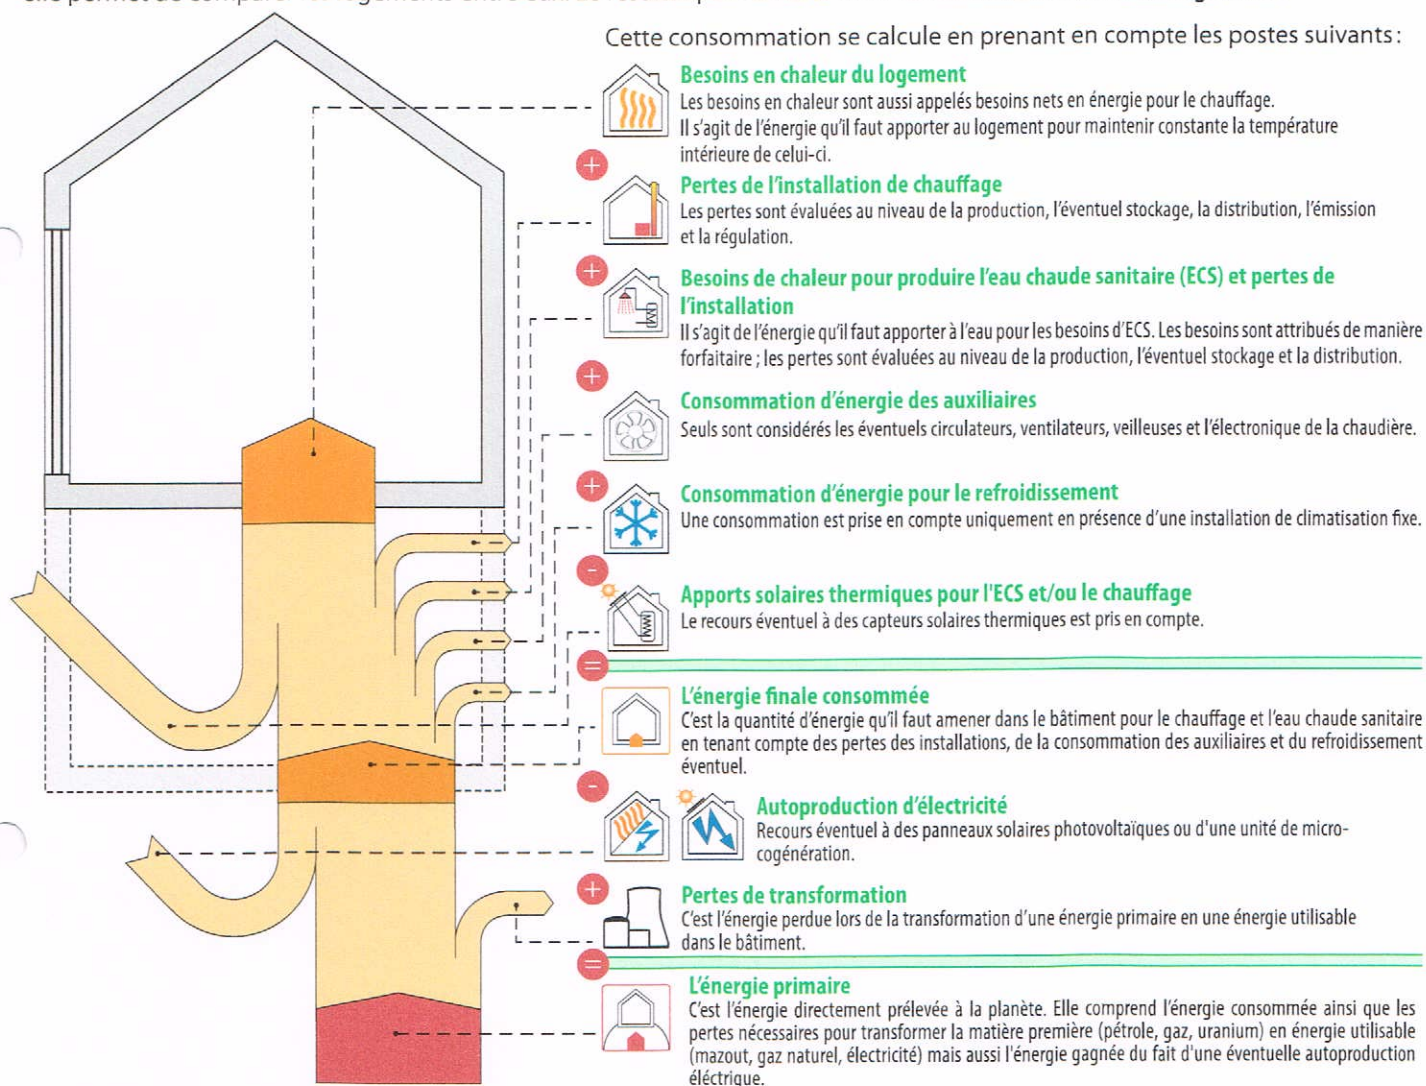 Cette consommation se calcule en prenant en compte les postes suivants :
Besoins en chaleur du logement
Les besoins en chaleur sont aussi appelés besoins nets en énergie pour le chauffage.
Il s'agit de l'énergie qu'il faut apporter au logement pour maintenir constante la température
intérieure de celui-ci.
+
Pertes de l'installation de chauffage
Les pertes sont évaluées au niveau de la production, l'éventuel stockage, la distribution, l'émission
et la régulation.
+
Besoins de chaleur pour produire l'eau chaude sanitaire (ECS) et pertes de
l'installation
Il s'agit de l'énergie qu'il faut apporter à l'eau pour les besoins d'ECS. Les besoins sont attribués de manière
forfaitaire ; les pertes sont évaluées au niveau de la production, l'éventuel stockage et la distribution.
+
Consommation d'énergie des auxiliaires
Seuls sont considérés les éventuels circulateurs, ventilateurs, veilleuses et l'électronique de la chaudière.
+
Consommation d'énergie pour le refroidissement
Une consommation est prise en compte uniquement en présence d'une installation de climatisation fixe.
-
Apports solaires thermiques pour l'ECS et/ou le chauffage
Le recours éventuel à des capteurs solaires thermiques est pris en compte.
=
L'énergie finale consommée
C'est la quantité d'énergie qu'il faut amener dans le bâtiment pour le chauffage et l'eau chaude sanitaire
en tenant compte des pertes des installations, de la consommation des auxiliaires et du refroidissement
éventuel.
-
Autoproduction d'électricité
Recours éventuel à des panneaux solaires photovoltaïques ou d'une unité de micro-
cogénération.
+
Pertes de transformation
C'est l'énergie perdue lors de la transformation d'une énergie primaire en une énergie utilisable
dans le bâtiment.
=
L'énergie primaire
C'est l'énergie directement prélevée à la planète. Elle comprend l'énergie consommée ainsi que les
pertes nécessaires pour transformer la matière première (pétrole, gaz, uranium) en énergie utilisable
(mazout, gaz naturel, électricité) mais aussi l'énergie gagnée du fait d'une éventuelle autoproduction
éléctrique.